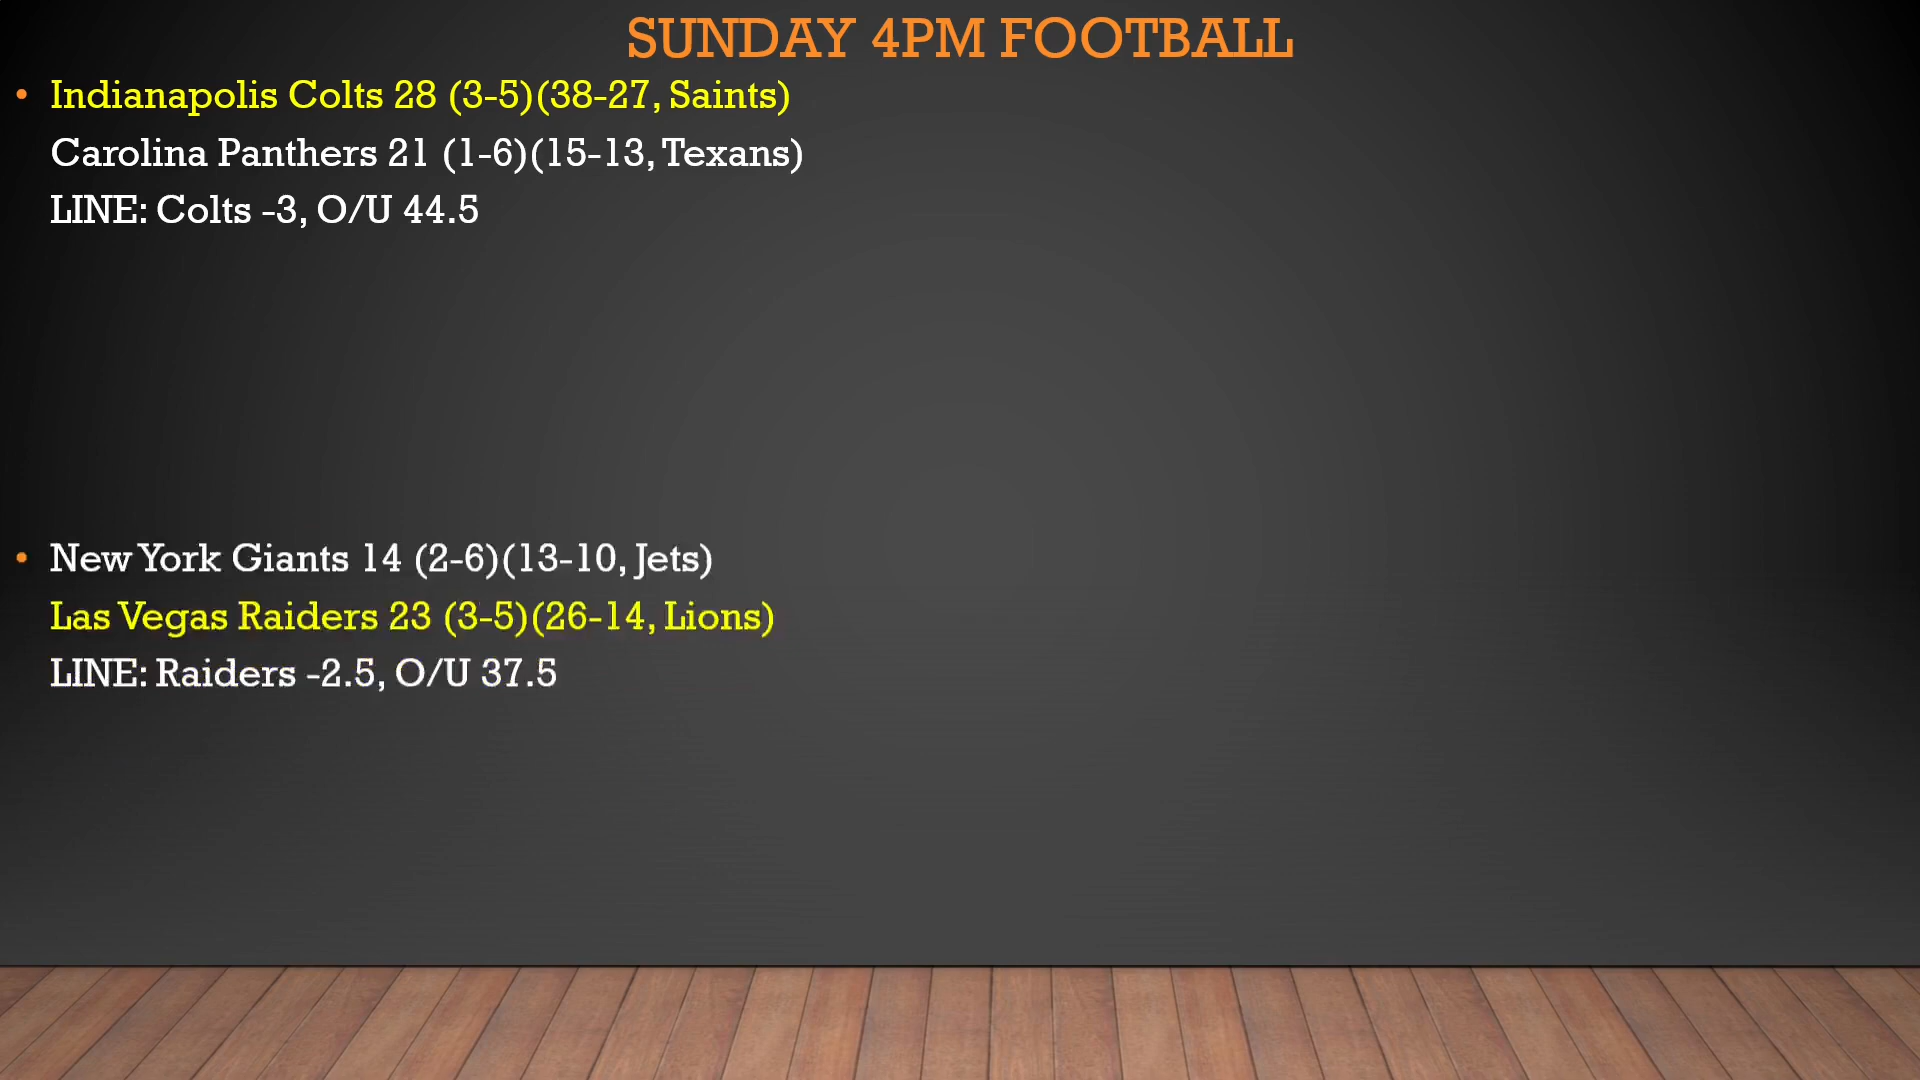 SUNDAY 4PM FOOTBALL
• Indianapolis Colts 28 (3-5)(38-27, Saints)
Carolina Panthers 21 (1-6)(15-13, Texans)
LINE: Colts -3, O/U 44.5
• New York Giants 14 (2-6)(13-10, Jets)
Las Vegas Raiders 23 (3-5)(26-14, Lions)
LINE: Raiders -2.5, O/U 37.5